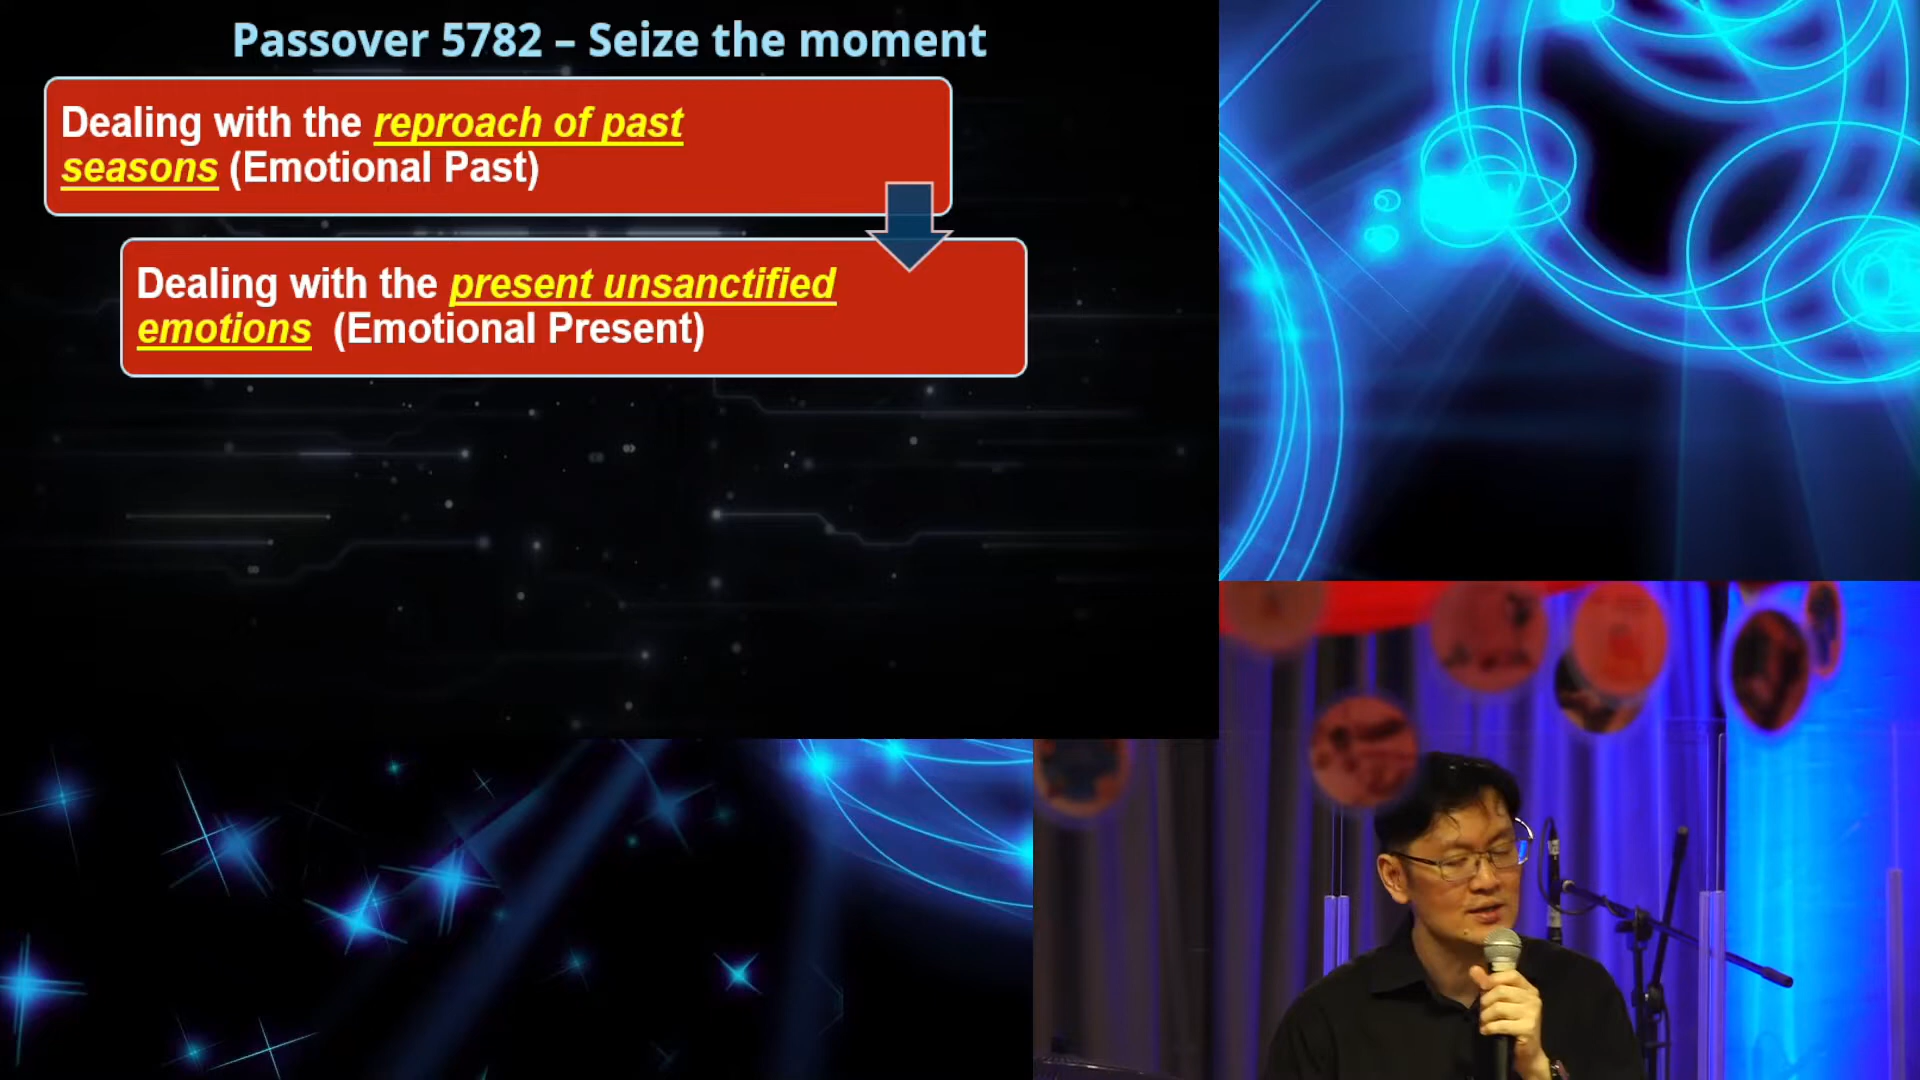 Passover 5782 – Seize the moment
Dealing with the reproach of past
seasons (Emotional Past)
Dealing with the present unsanctified
emotions (Emotional Present)